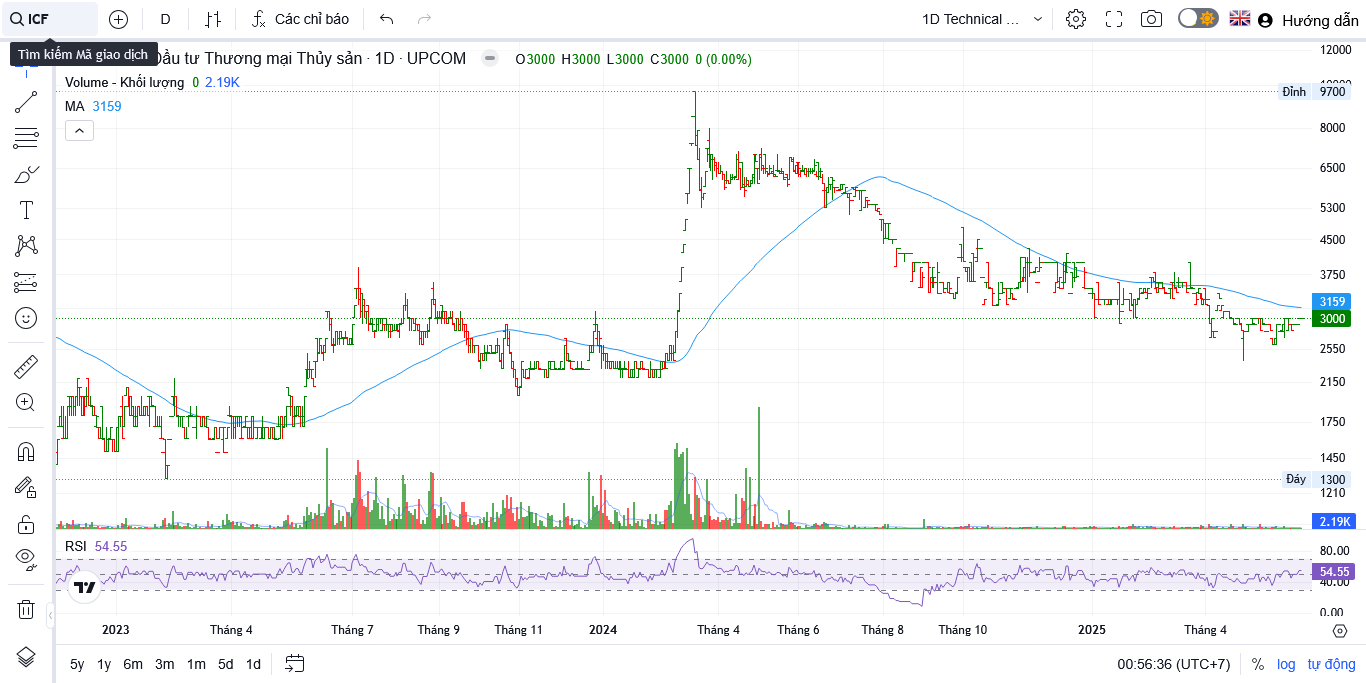 ICF
D
Các chỉ báo
1D Technical ...
Hướng dẫn
Tìm kiếm Mã giao dịch
Đầu tư Thương mại Thủy sản · 1D · UPCOM
O3000 H3000 L3000 C3000 0 (0.00%)
Volume - Khối lượng 0 2.19K
MA 3159
12000
Đỉnh 9700
8000
6500
5300
4500
3750
3159
3000
2550
2150
1750
1450
Đáy 1300
1210
2.19K
RSI 54.55
80.00
54.55
40.00
0.00
2023 Tháng 4 Tháng 7 Tháng 9 Tháng 11 2024 Tháng 4 Tháng 6 Tháng 8 Tháng 10 2025 Tháng 4
5y 1y 6m 3m 1m 5d 1d
00:56:36 (UTC+7) % log tự động